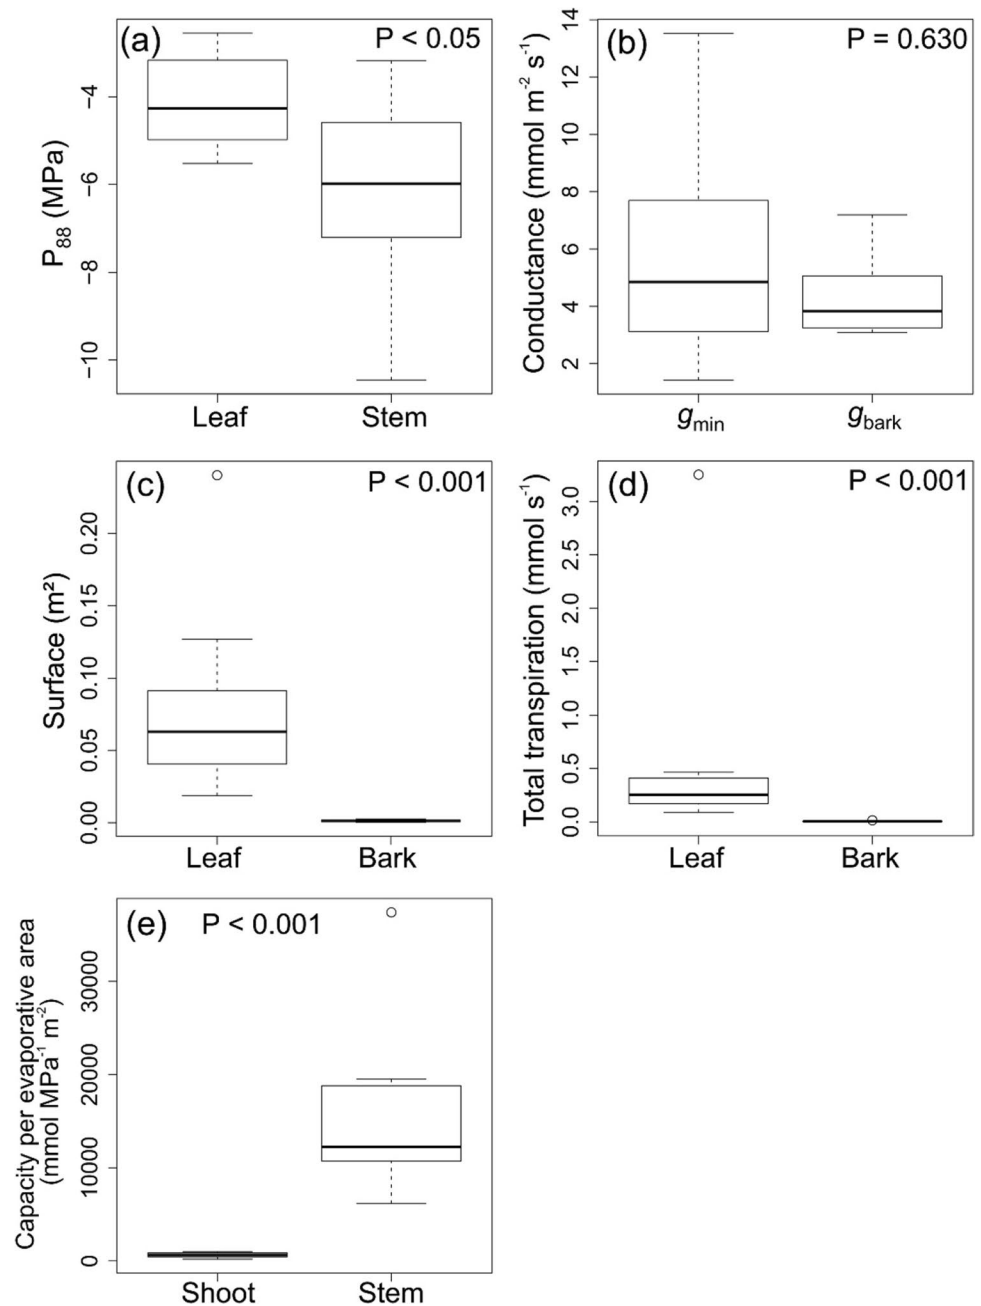 (a)
P < 0.05
P₈₈ (MPa)
−4
−6
−8
−10
Leaf
Stem
(b)
P = 0.630
Conductance (mmol m⁻² s⁻¹)
14
12
10
8
6
4
2
gmin
gbark
(c)
P < 0.001
Surface (m²)
0.20
0.15
0.10
0.05
0.00
Leaf
Bark
(d)
P < 0.001
Total transpiration (mmol s⁻¹)
3.0
2.5
2.0
1.5
1.0
0.5
0.0
Leaf
Bark
(e)
P < 0.001
Capacity per evaporative area
(mmol MPa⁻¹ m⁻²)
30000
20000
10000
0
Shoot
Stem